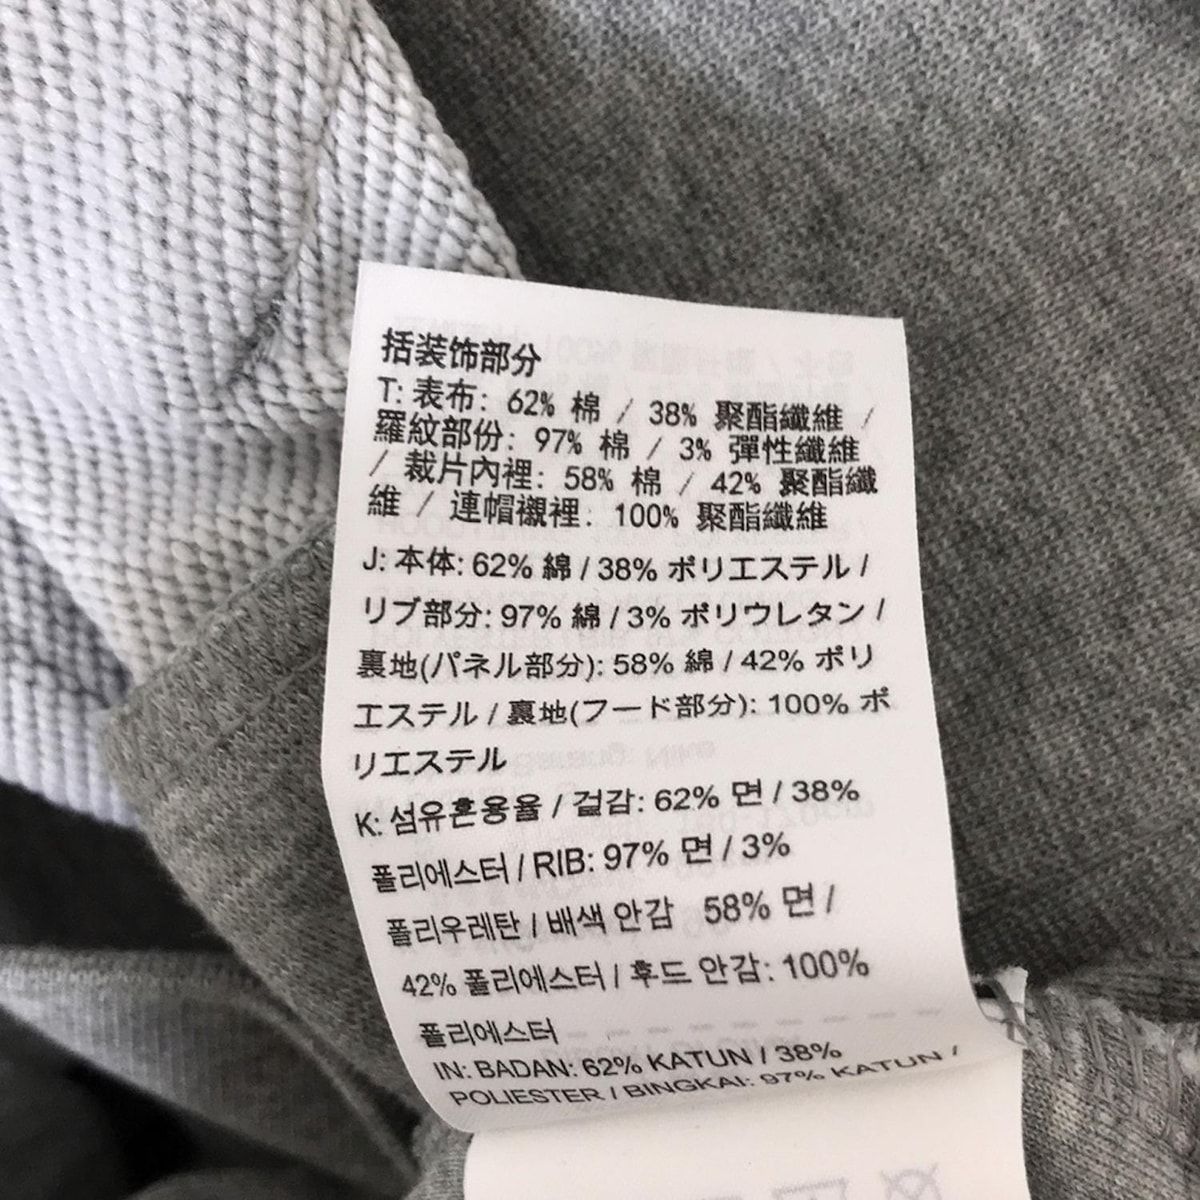 括装饰部分
T: 表布: 62% 棉 / 38% 聚酯纖維 /
羅紋部份: 97% 棉 / 3% 彈性纖維
/ 裁片內裡: 58% 棉 / 42% 聚酯纖
維 / 連帽襯裡: 100% 聚酯纖維
J: 本体: 62% 綿 / 38% ポリエステル /
リブ部分: 97% 綿 / 3% ポリウレタン /
裏地(パネル部分): 58% 綿 / 42% ポリ
エステル / 裏地(フード部分): 100% ポ
リエステル
K: 섬유혼용율 / 겉감: 62% 면 / 38%
폴리에스터 / RIB: 97% 면 / 3%
폴리우레탄 / 배색 안감 58% 면 /
42% 폴리에스터 / 후드 안감: 100%
폴리에스터
IN: BADAN: 62% KATUN / 38%
POLIESTER / BINGKAI: 97% KATUN /